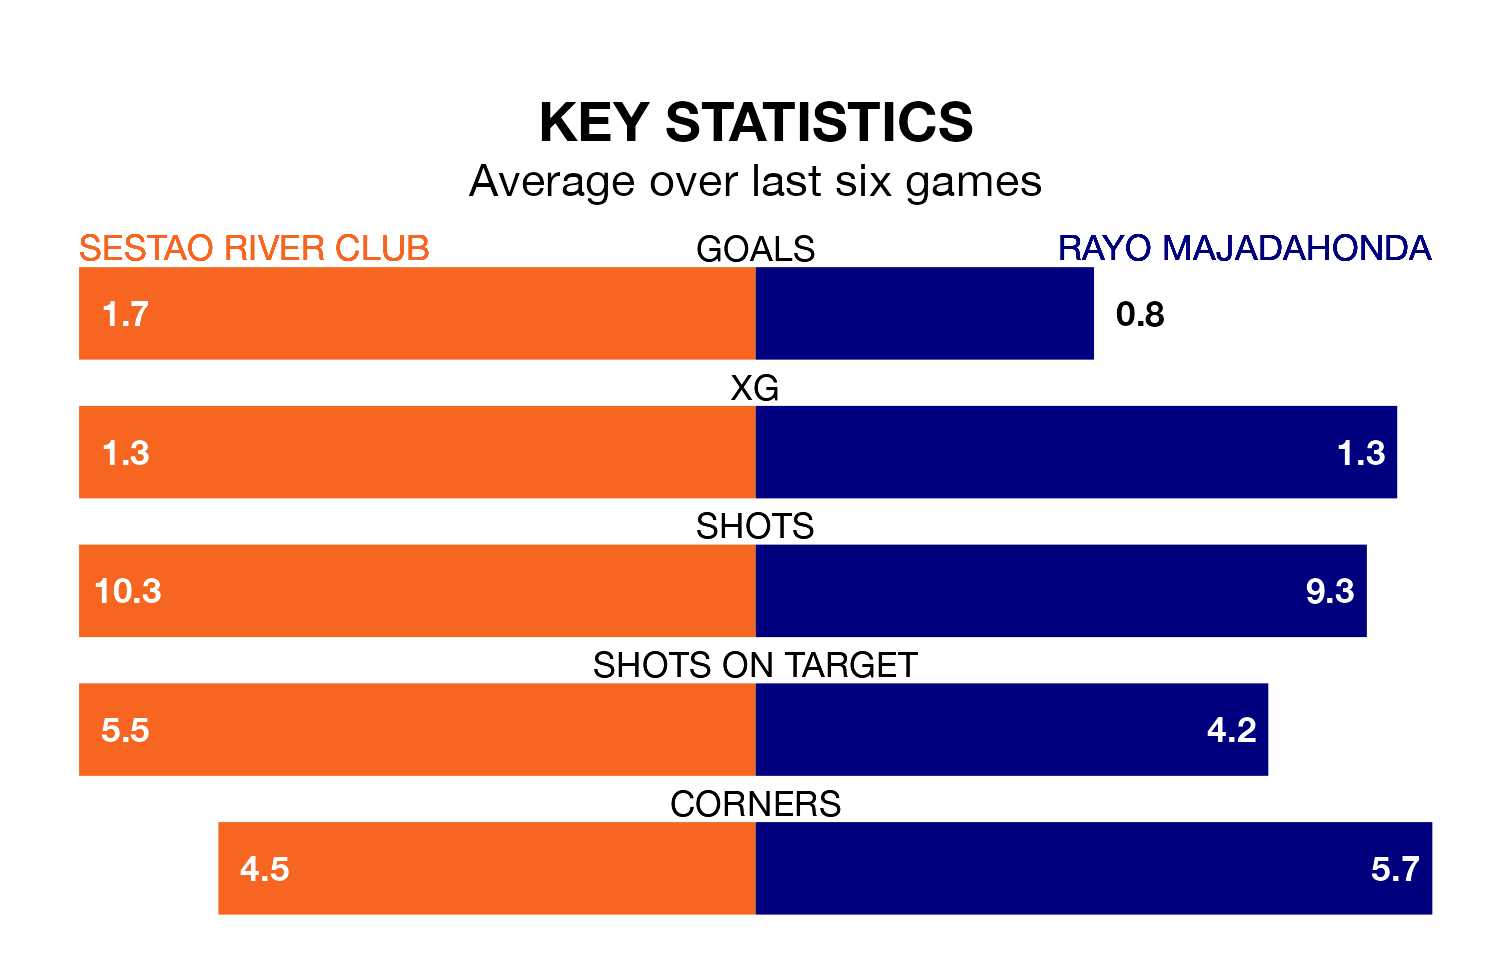 KEY STATISTICS
Average over last six games
SESTAO RIVER CLUB GOALS RAYO MAJADAHONDA
1.7 0.8
XG
1.3 1.3
SHOTS
10.3 9.3
SHOTS ON TARGET
5.5 4.2
CORNERS
4.5 5.7